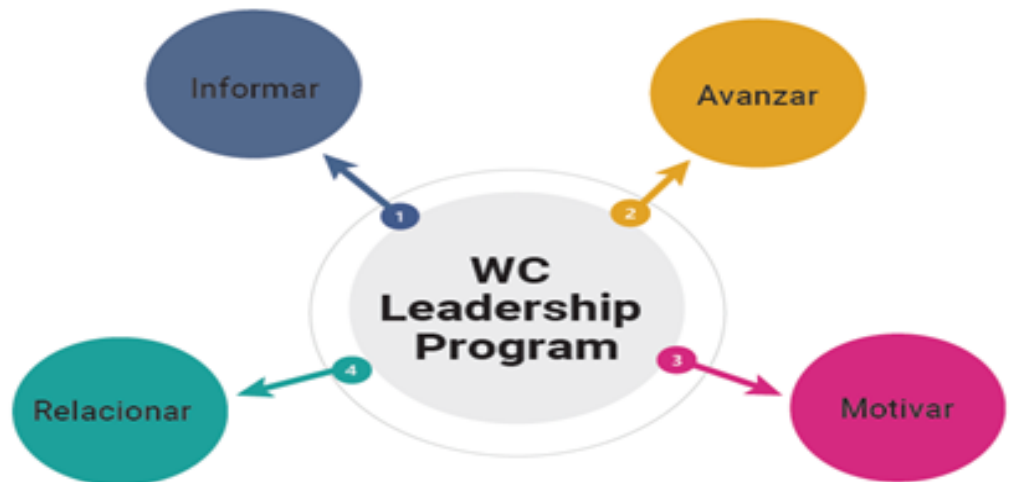 Informar
Avanzar
1
2
WC
Leadership
Program
4
3
Relacionar
Motivar